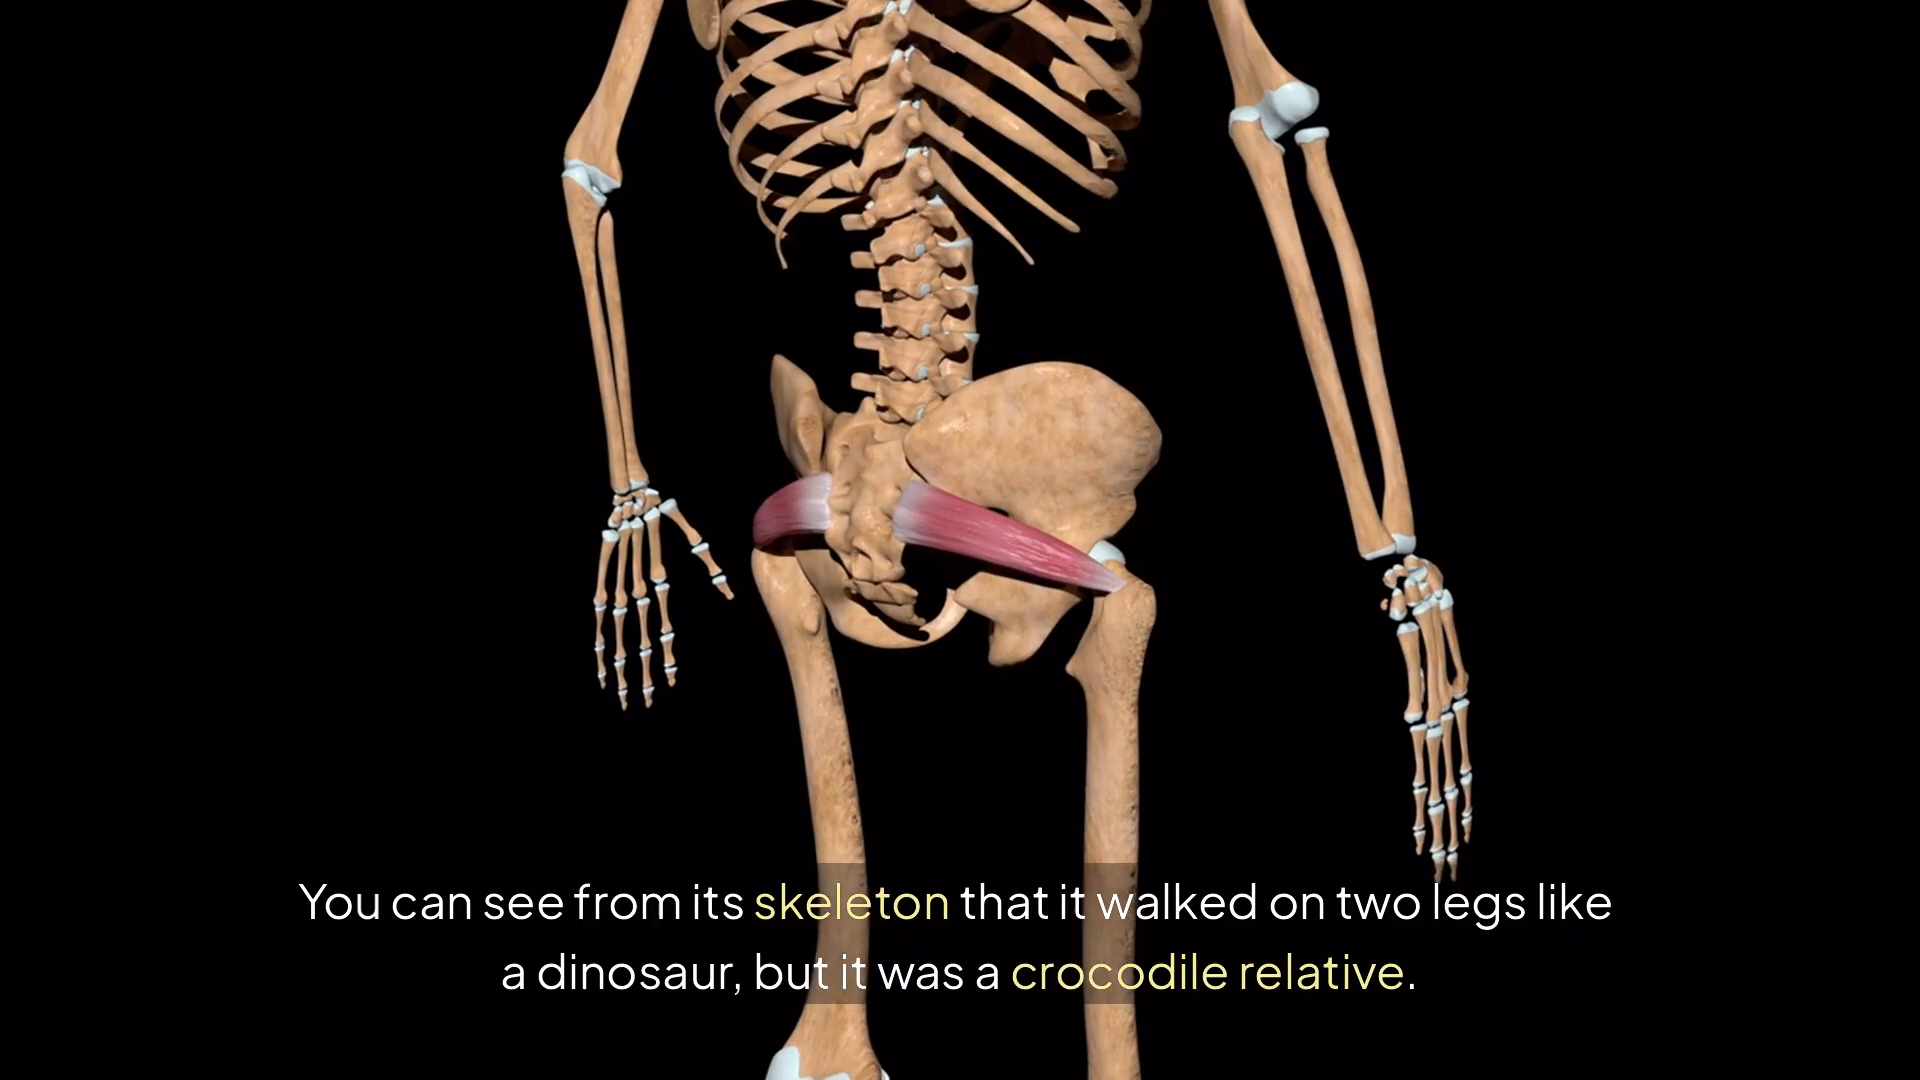 You can see from its skeleton that it walked on two legs like
a dinosaur, but it was a crocodile relative.